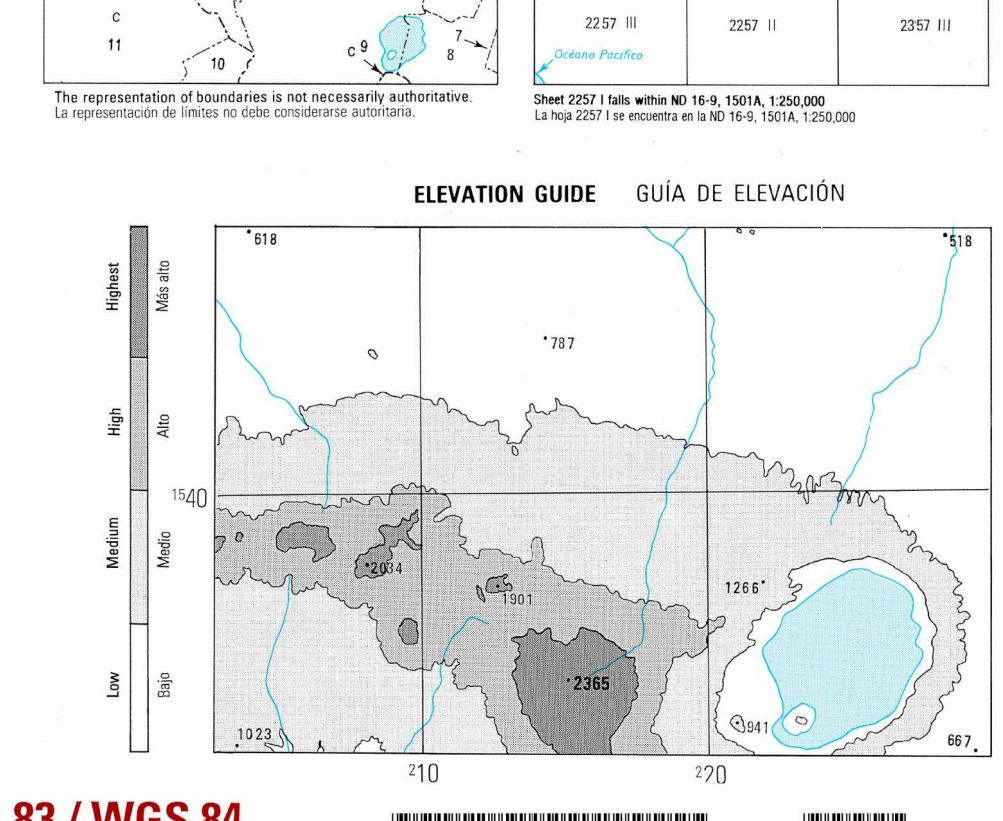 C
11
10
C 9
7
8
2257 III
2257 II
2357 III
Océano Pacífico
The representation of boundaries is not necessarily authoritative.
La representación de límites no debe considerarse autoritaria.
Sheet 2257 I falls within ND 16-9, 1501A, 1:250,000
La hoja 2257 I se encuentra en la ND 16-9, 1501A, 1:250,000
ELEVATION GUIDE GUÍA DE ELEVACIÓN
Highest
Más alto
High
Alto
Medium
Medio
Low
Bajo
618
518
787
1540
2034
1901
1266
2365
941
1023
667
210
270
83 / WGS 84